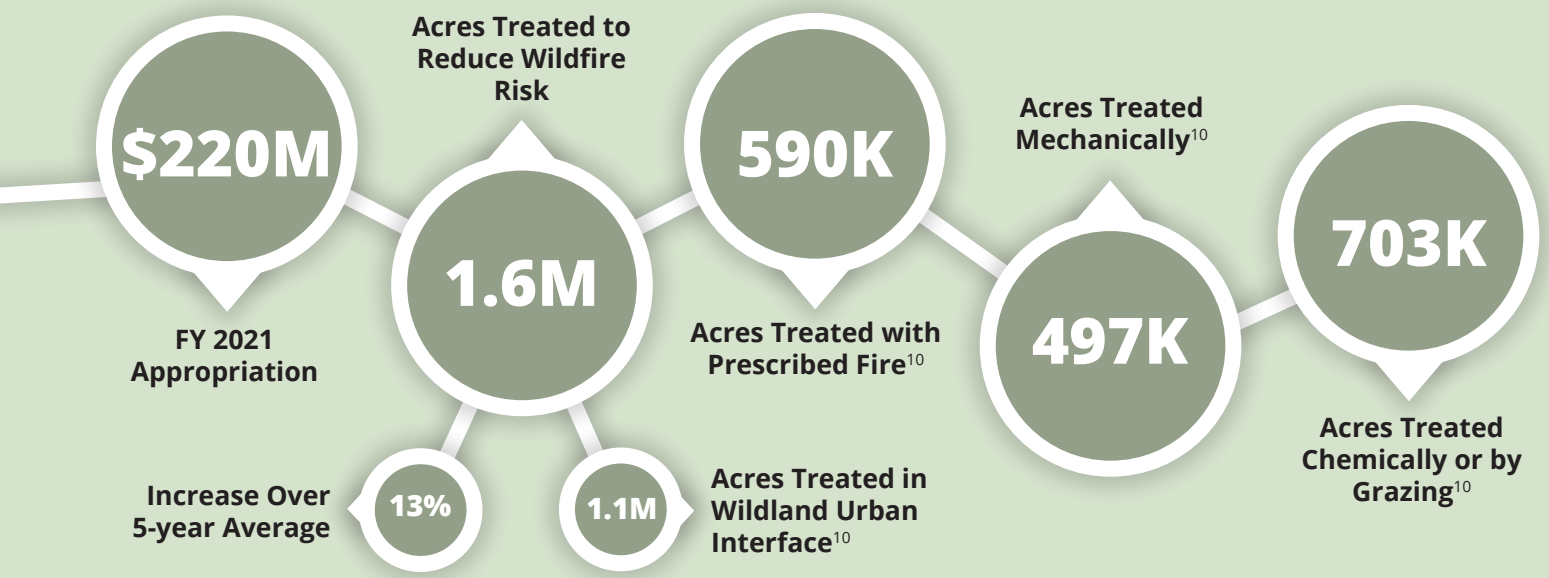 $220M
FY 2021
Appropriation
Acres Treated to
Reduce Wildfire
Risk
1.6M
13%
Increase Over
5-year Average
1.1M
Acres Treated in
Wildland Urban
Interface10
590K
Acres Treated with
Prescribed Fire10
Acres Treated
Mechanically10
497K
703K
Acres Treated
Chemically or by
Grazing10